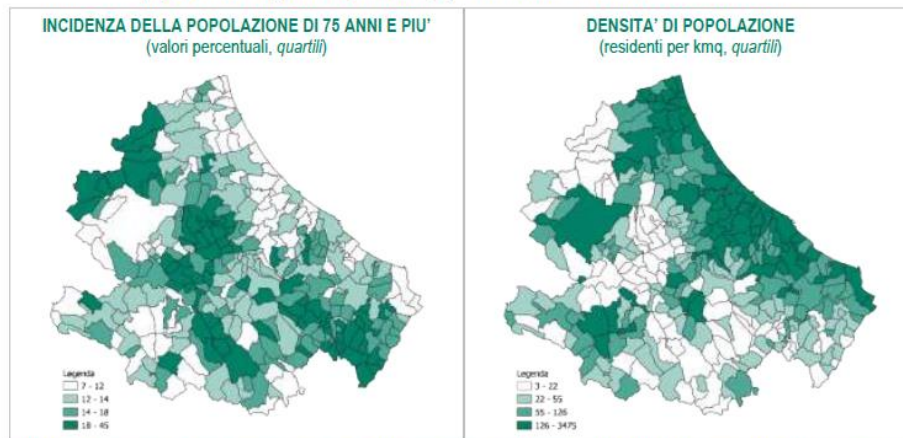 INCIDENZA DELLA POPOLAZIONE DI 75 ANNI E PIU'
(valori percentuali, quartili)
Legenda
7 - 12
12 - 14
14 - 18
18 - 45
DENSITA' DI POPOLAZIONE
(residenti per kmq, quartili)
Legenda
3 - 22
22 - 55
55 - 126
126 - 3475